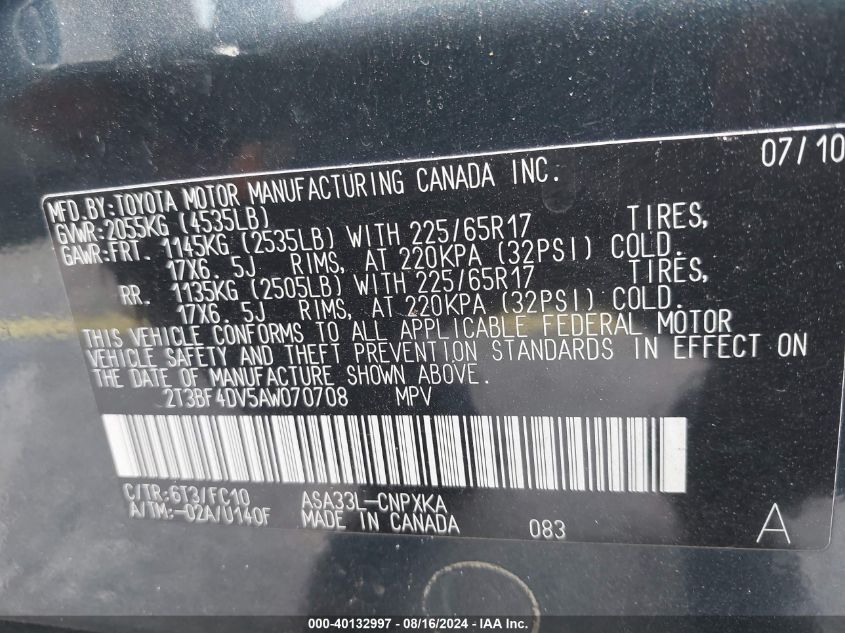 07/10
MFD.BY:TOYOTA MOTOR MANUFACTURING CANADA INC.
GVWR:2055KG (4535LB)
GAWR:FRT. 1145KG (2535LB) WITH 225/65R17 TIRES,
17X6. 5J RIMS, AT 220KPA (32PSI) COLD.
RR. 1135KG (2505LB) WITH 225/65R17 TIRES,
17X6. 5J RIMS, AT 220KPA (32PSI) COLD.
THIS VEHICLE CONFORMS TO ALL APPLICABLE FEDERAL MOTOR
VEHICLE SAFETY AND THEFT PREVENTION STANDARDS IN EFFECT ON
THE DATE OF MANUFACTURE SHOWN ABOVE.
2T3BF4DV5AW070708 MPV
C/TR:6T3/FC10 ASA33L-CNPXKA
A/TM:-02A/U140F MADE IN CANADA 083 A
000-40132997 - 08/16/2024 - IAA Inc.